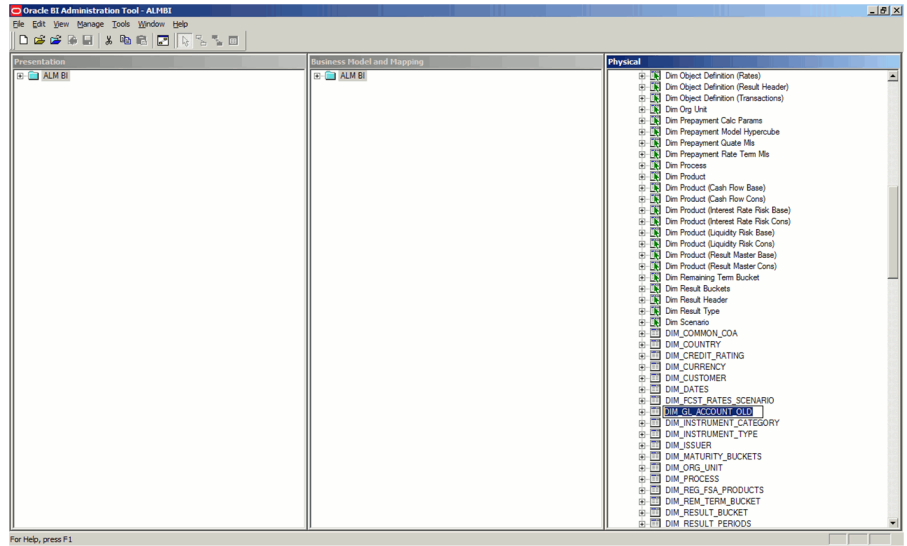 Oracle BI Administration Tool - ALMBI
File Edit View Manage Tools Window Help
Presentation
ALM BI
Business Model and Mapping
ALM BI
Physical
Dim Object Definition (Rates)
Dim Object Definition (Result Header)
Dim Object Definition (Transactions)
Dim Org Unit
Dim Prepayment Calc Params
Dim Prepayment Model Hypercube
Dim Prepayment Quate Mls
Dim Prepayment Rate Term Mls
Dim Process
Dim Product
Dim Product (Cash Flow Base)
Dim Product (Cash Flow Cons)
Dim Product (Interest Rate Risk Base)
Dim Product (Interest Rate Risk Cons)
Dim Product (Liquidity Risk Base)
Dim Product (Liquidity Risk Cons)
Dim Product (Result Master Base)
Dim Product (Result Master Cons)
Dim Remaining Term Bucket
Dim Result Buckets
Dim Result Header
Dim Result Type
Dim Scenario
DIM_COMMON_COA
DIM_COUNTRY
DIM_CREDIT_RATING
DIM_CURRENCY
DIM_CUSTOMER
DIM_DATES
DIM_FCST_RATES_SCENARIO
DIM_GL_ACCOUNT_OLD
DIM_INSTRUMENT_CATEGORY
DIM_INSTRUMENT_TYPE
DIM_ISSUER
DIM_MATURITY_BUCKETS
DIM_ORG_UNIT
DIM_PROCESS
DIM_REG_FSA_PRODUCTS
DIM_REM_TERM_BUCKET
DIM_RESULT_BUCKET
DIM_RESULT_PERIODS
For Help, press F1